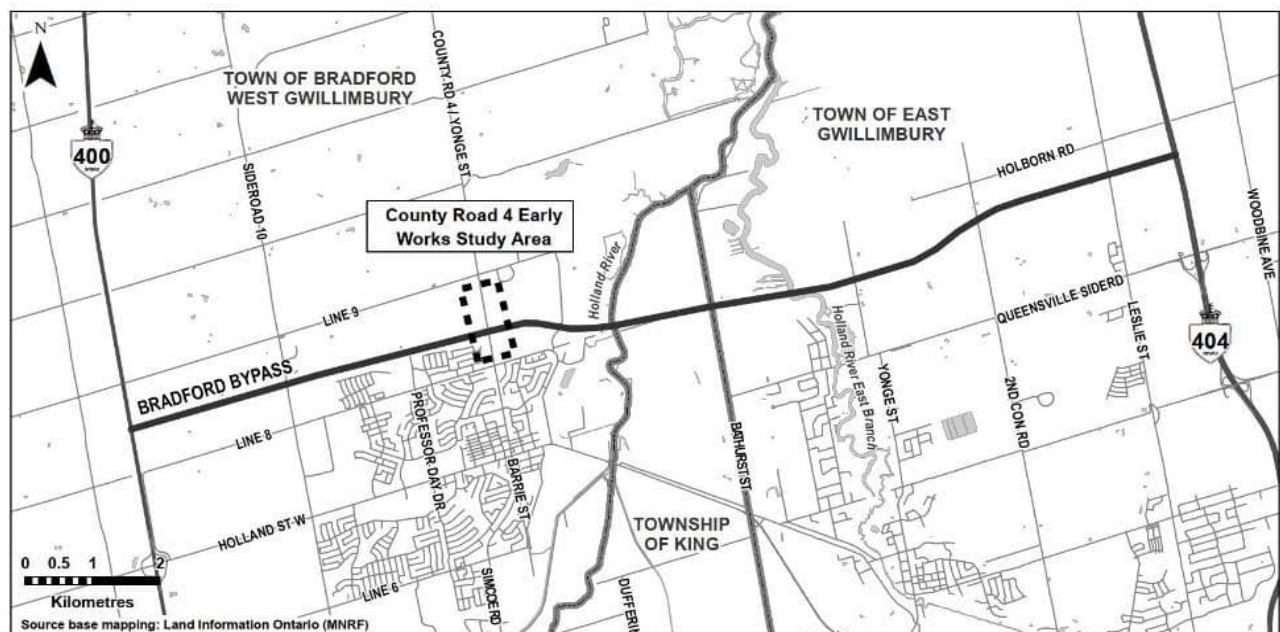 N
TOWN OF BRADFORD
WEST GWILLIMBURY
COUNTY RD 4 / YONGE ST
TOWN OF EAST
GWILLIMBURY
400
SIDEROAD 10
HOLBORN RD
WOODBINE AVE
County Road 4 Early
Works Study Area
Holland River
LINE 9
QUEENSVILLE SIDERD
LESLIE ST
404
BRADFORD BYPASS
Holland River East Branch
YONGE ST
2ND CON RD
LINE 8
PROFESSOR DAY DR
BARRIE ST
BATHURST ST
HOLLAND ST W
TOWNSHIP
OF KING
0 0.5 1 2
Kilometres
LINE 6
SIMCOE RD
DUFFERIN
Source base mapping: Land Information Ontario (MNRF)